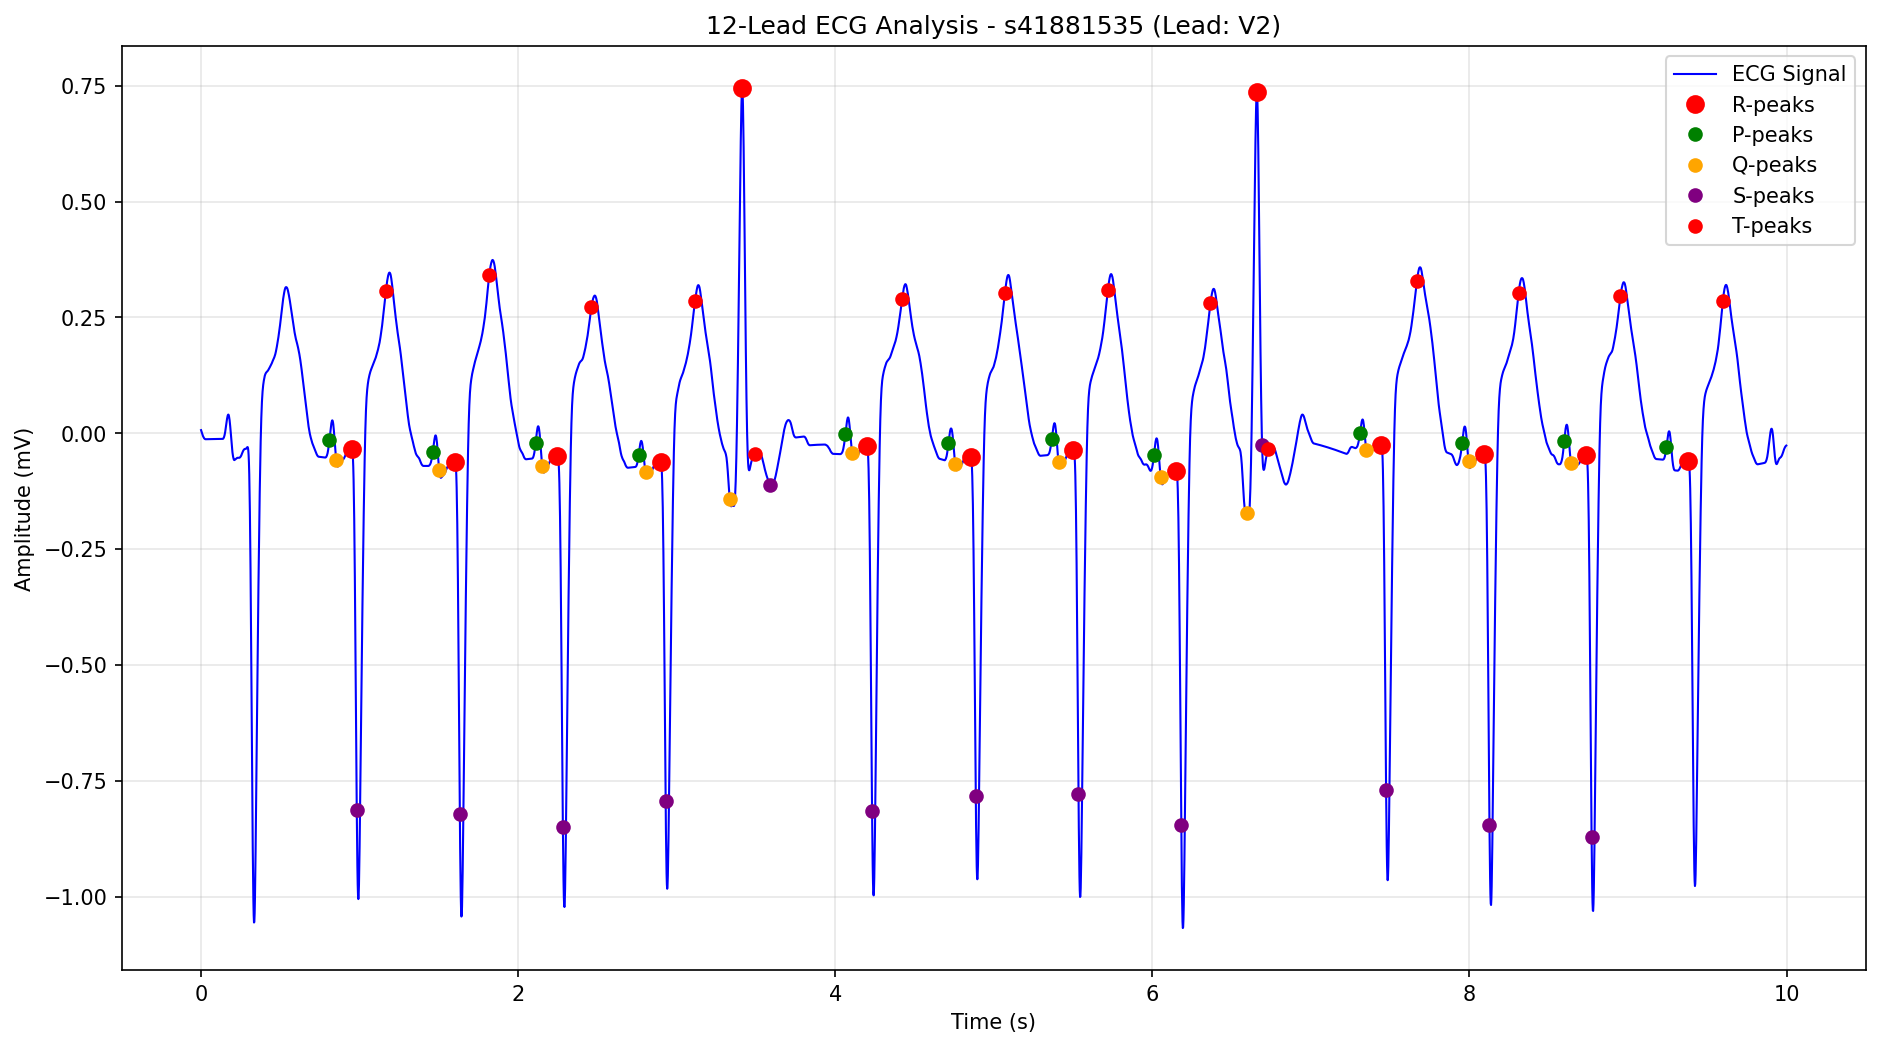 12-Lead ECG Analysis - s41881535 (Lead: V2)
ECG Signal
R-peaks
P-peaks
Q-peaks
S-peaks
T-peaks
0.75
0.50
0.25
0.00
−0.25
−0.50
−0.75
−1.00
Amplitude (mV)
0 2 4 6 8 10
Time (s)